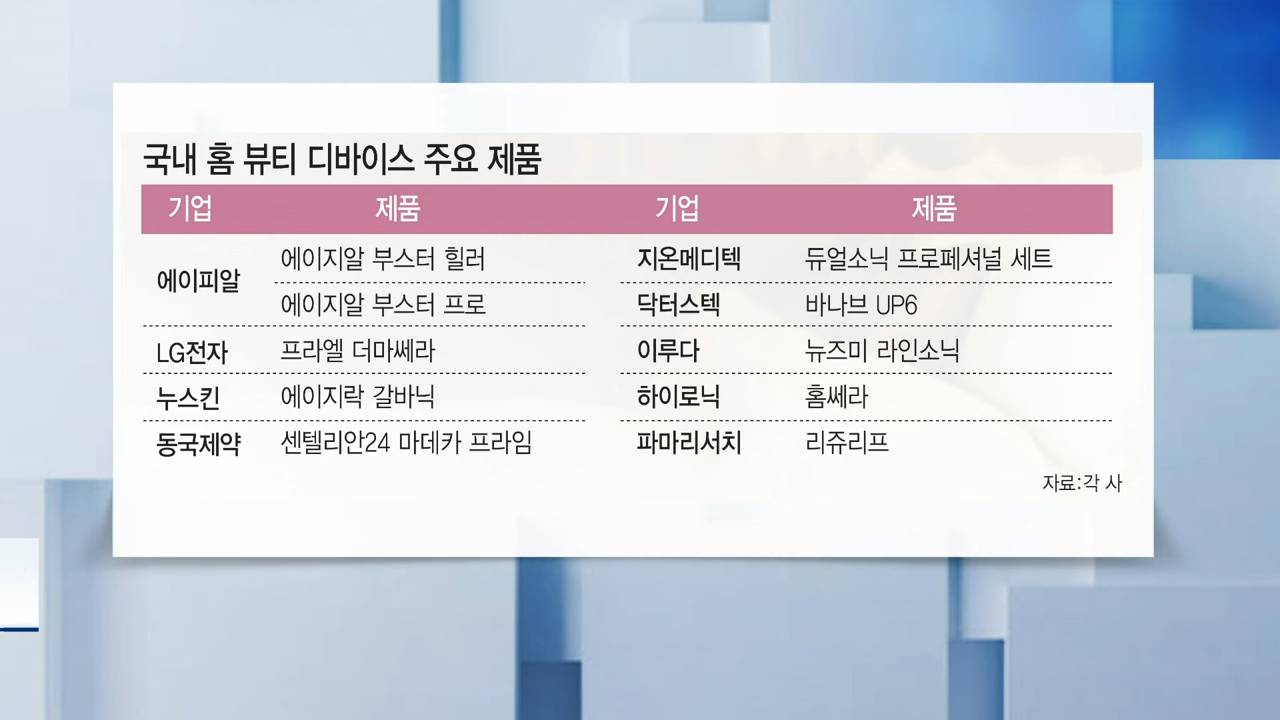 국내 홈 뷰티 디바이스 주요 제품
기업 제품 기업 제품
에이피알 에이지알 부스터 힐러 지온메디텍 듀얼소닉 프로페셔널 세트
에이지알 부스터 프로 닥터스텍 바나브 UP6
LG전자 프라엘 더마쎄라 이루다 뉴즈미 라인소닉
누스킨 에이지락 갈바닉 하이로닉 홈쎄라
동국제약 센텔리안24 마데카 프라임 파마리서치 리쥬리프
자료:각 사